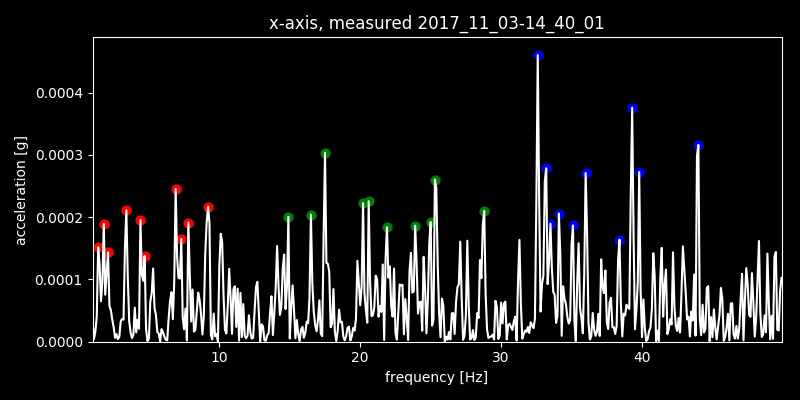 x-axis, measured 2017_11_03-14_40_01
acceleration [g]
0.0004
0.0003
0.0002
0.0001
0.0000
10 20 30 40
frequency [Hz]